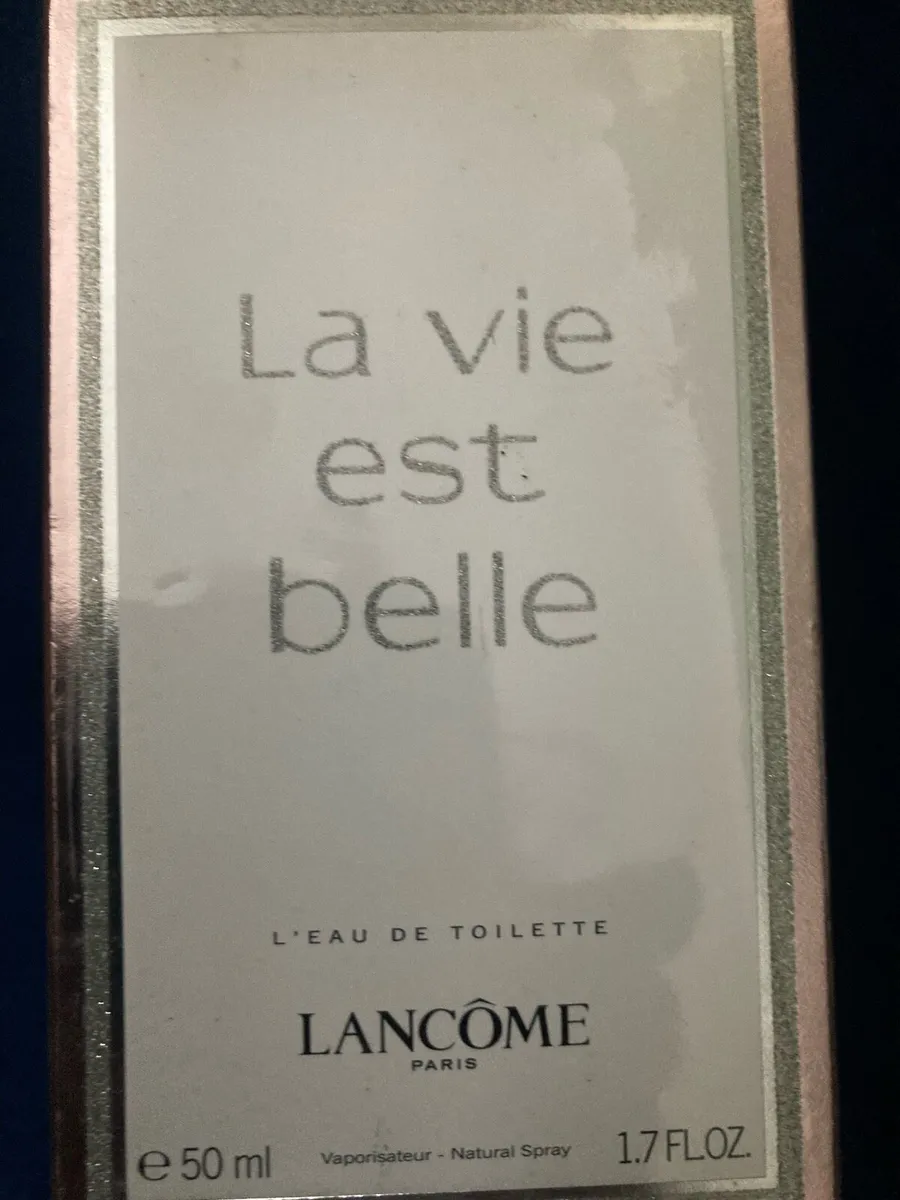 La vie
est
belle
L'EAU DE TOILETTE
LANCÔME
PARIS
℮ 50 ml Vaporisateur - Natural Spray 1.7 FL.OZ.